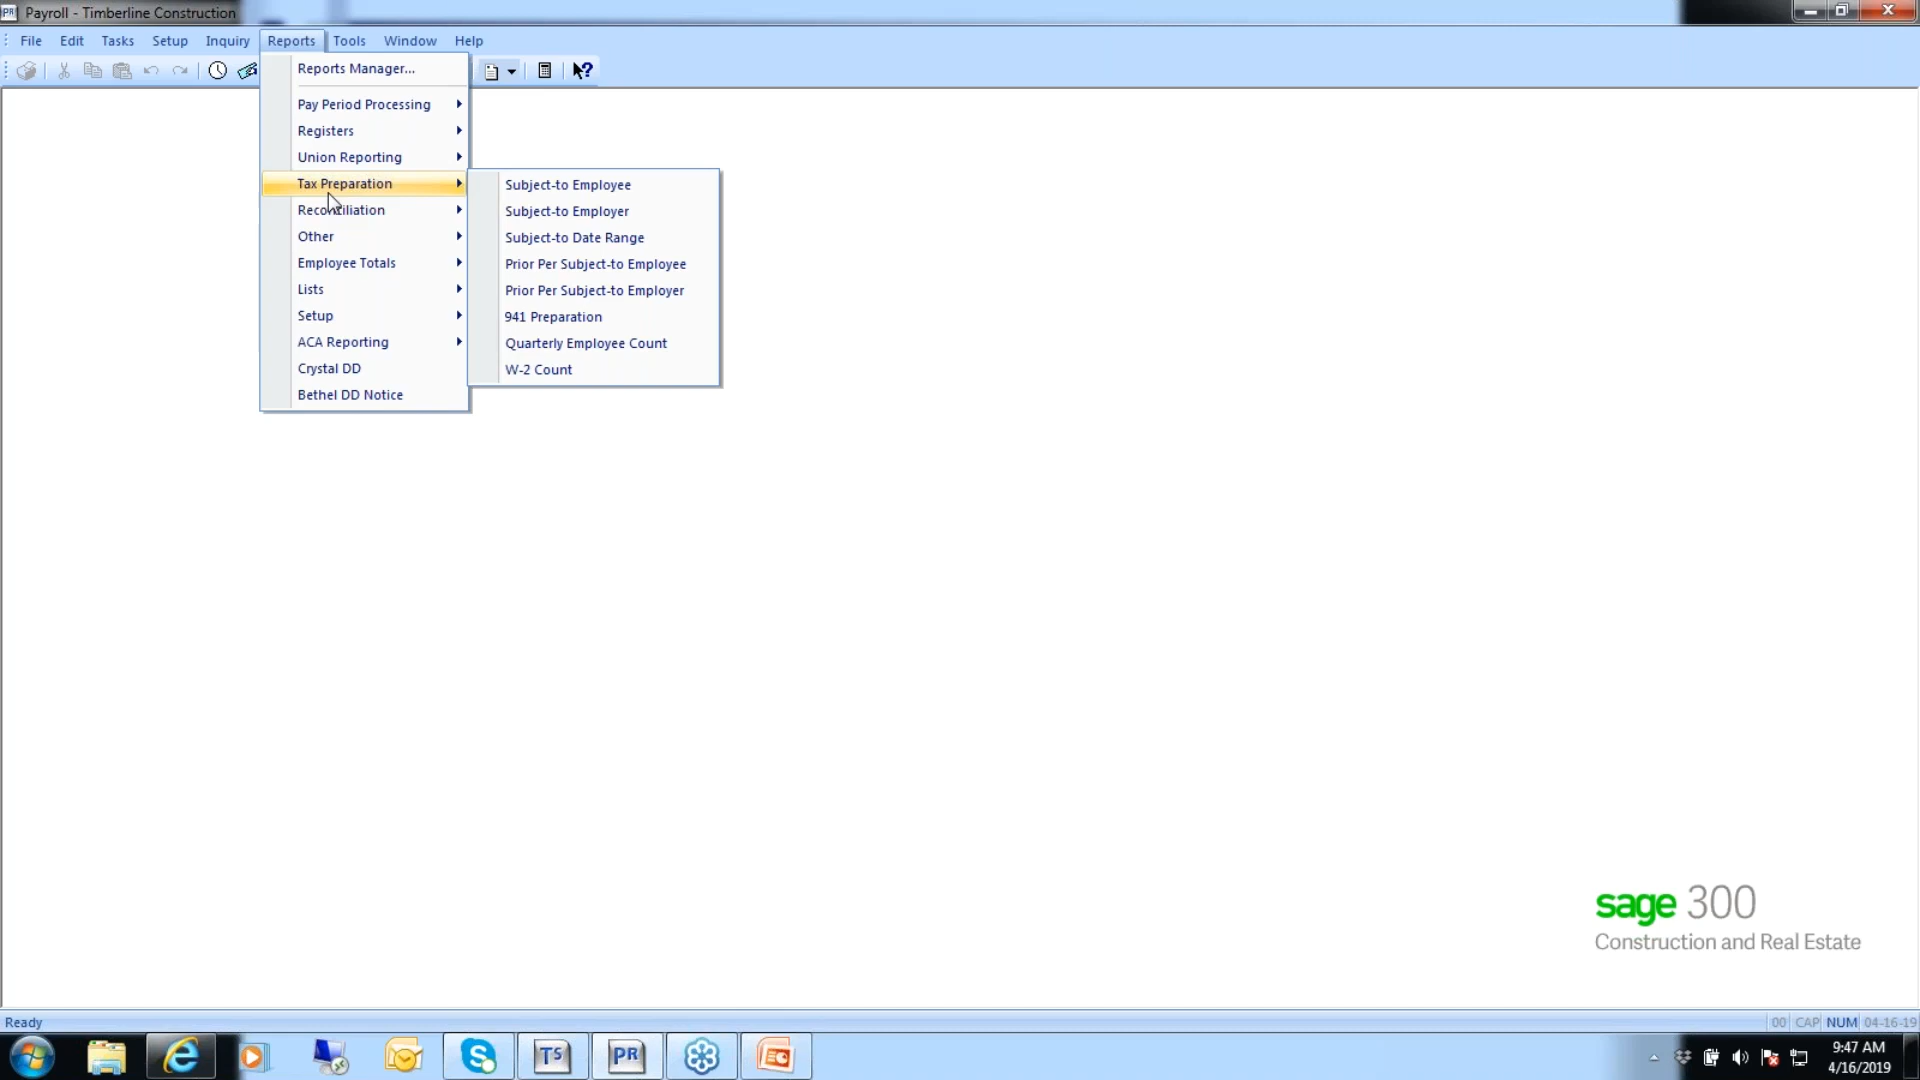 PR Payroll - Timberline Construction
File Edit Tasks Setup Inquiry Reports Tools Window Help
Reports Manager...
Pay Period Processing
Registers
Union Reporting
Tax Preparation
Reconciliation
Other
Employee Totals
Lists
Setup
ACA Reporting
Crystal DD
Bethel DD Notice
Subject-to Employee
Subject-to Employer
Subject-to Date Range
Prior Per Subject-to Employee
Prior Per Subject-to Employer
941 Preparation
Quarterly Employee Count
W-2 Count
sage 300
Construction and Real Estate
Ready
00 CAP NUM 04-16-19
TS PR
9:47 AM
4/16/2019